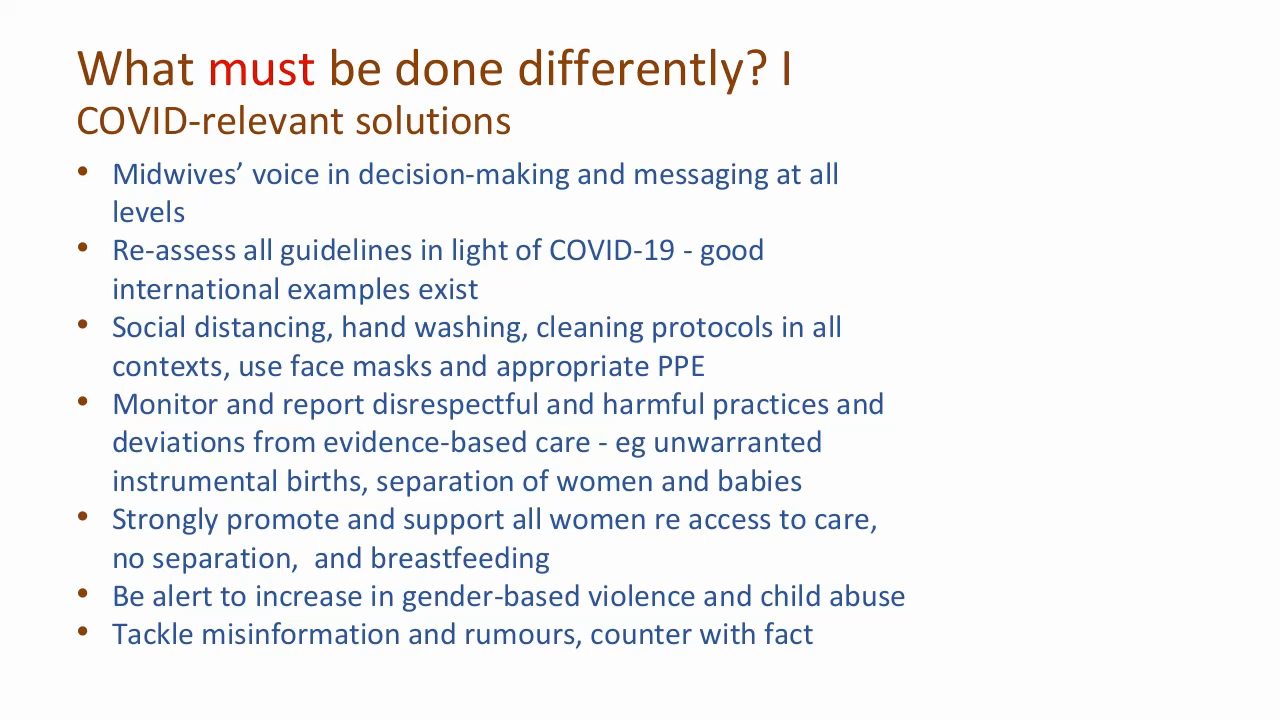 What must be done differently? I
COVID-relevant solutions
• Midwives’ voice in decision-making and messaging at all
levels
• Re-assess all guidelines in light of COVID-19 - good
international examples exist
• Social distancing, hand washing, cleaning protocols in all
contexts, use face masks and appropriate PPE
• Monitor and report disrespectful and harmful practices and
deviations from evidence-based care - eg unwarranted
instrumental births, separation of women and babies
• Strongly promote and support all women re access to care,
no separation,  and breastfeeding
• Be alert to increase in gender-based violence and child abuse
• Tackle misinformation and rumours, counter with fact